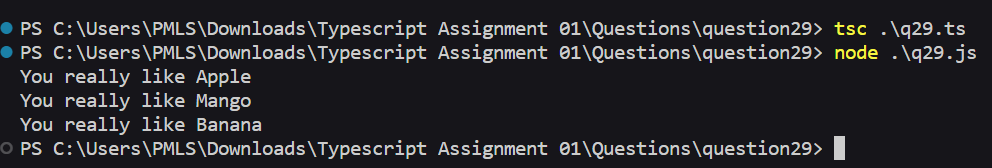 PS C:\Users\PMLS\Downloads\Typescript Assignment 01\Questions\question29> tsc .\q29.ts
PS C:\Users\PMLS\Downloads\Typescript Assignment 01\Questions\question29> node .\q29.js
You really like Apple
You really like Mango
You really like Banana
PS C:\Users\PMLS\Downloads\Typescript Assignment 01\Questions\question29>